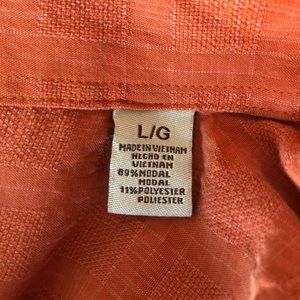 L/G
MADE IN VIETNAM
HECHO EN
VIETNAM
89%MODAL
MODAL
11%POLYESTER
POLIESTER